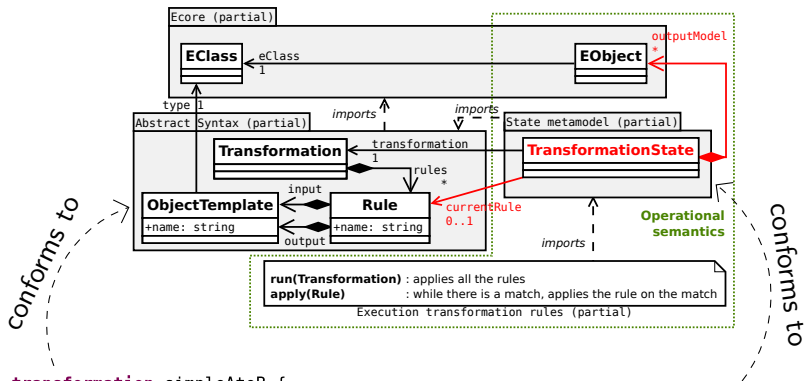 Ecore (partial)
EClass
eClass
1
EObject
outputModel
*
type 1
imports
imports
Abstract Syntax (partial)
State metamodel (partial)
Transformation
transformation
1
TransformationState
rules
*
input
ObjectTemplate
+name: string
output
Rule
+name: string
currentRule
0..1
Operational
semantics
imports
conforms to
conforms to
run(Transformation) : applies all the rules
apply(Rule) : while there is a match, applies the rule on the match
Execution transformation rules (partial)
transformation simpleAtoB {